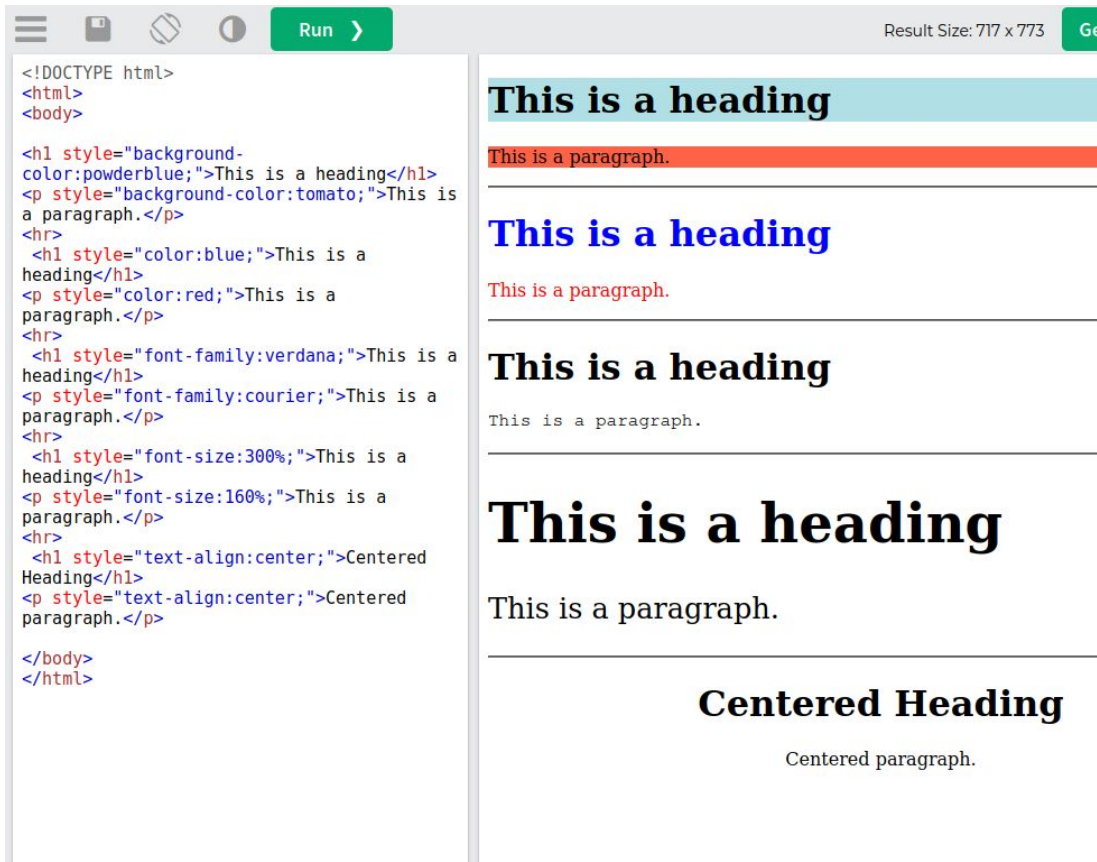 Run ❯
Result Size: 717 x 773
Ge
<!DOCTYPE html>
<html>
<body>
<h1 style="background-
color:powderblue;">This is a heading</h1>
<p style="background-color:tomato;">This is
a paragraph.</p>
<hr>
<h1 style="color:blue;">This is a
heading</h1>
<p style="color:red;">This is a
paragraph.</p>
<hr>
<h1 style="font-family:verdana;">This is a
heading</h1>
<p style="font-family:courier;">This is a
paragraph.</p>
<hr>
<h1 style="font-size:300%;">This is a
heading</h1>
<p style="font-size:160%;">This is a
paragraph.</p>
<hr>
<h1 style="text-align:center;">Centered
Heading</h1>
<p style="text-align:center;">Centered
paragraph.</p>
</body>
</html>
This is a heading
This is a paragraph.
This is a heading
This is a paragraph.
This is a heading
This is a paragraph.
This is a heading
This is a paragraph.
Centered Heading
Centered paragraph.